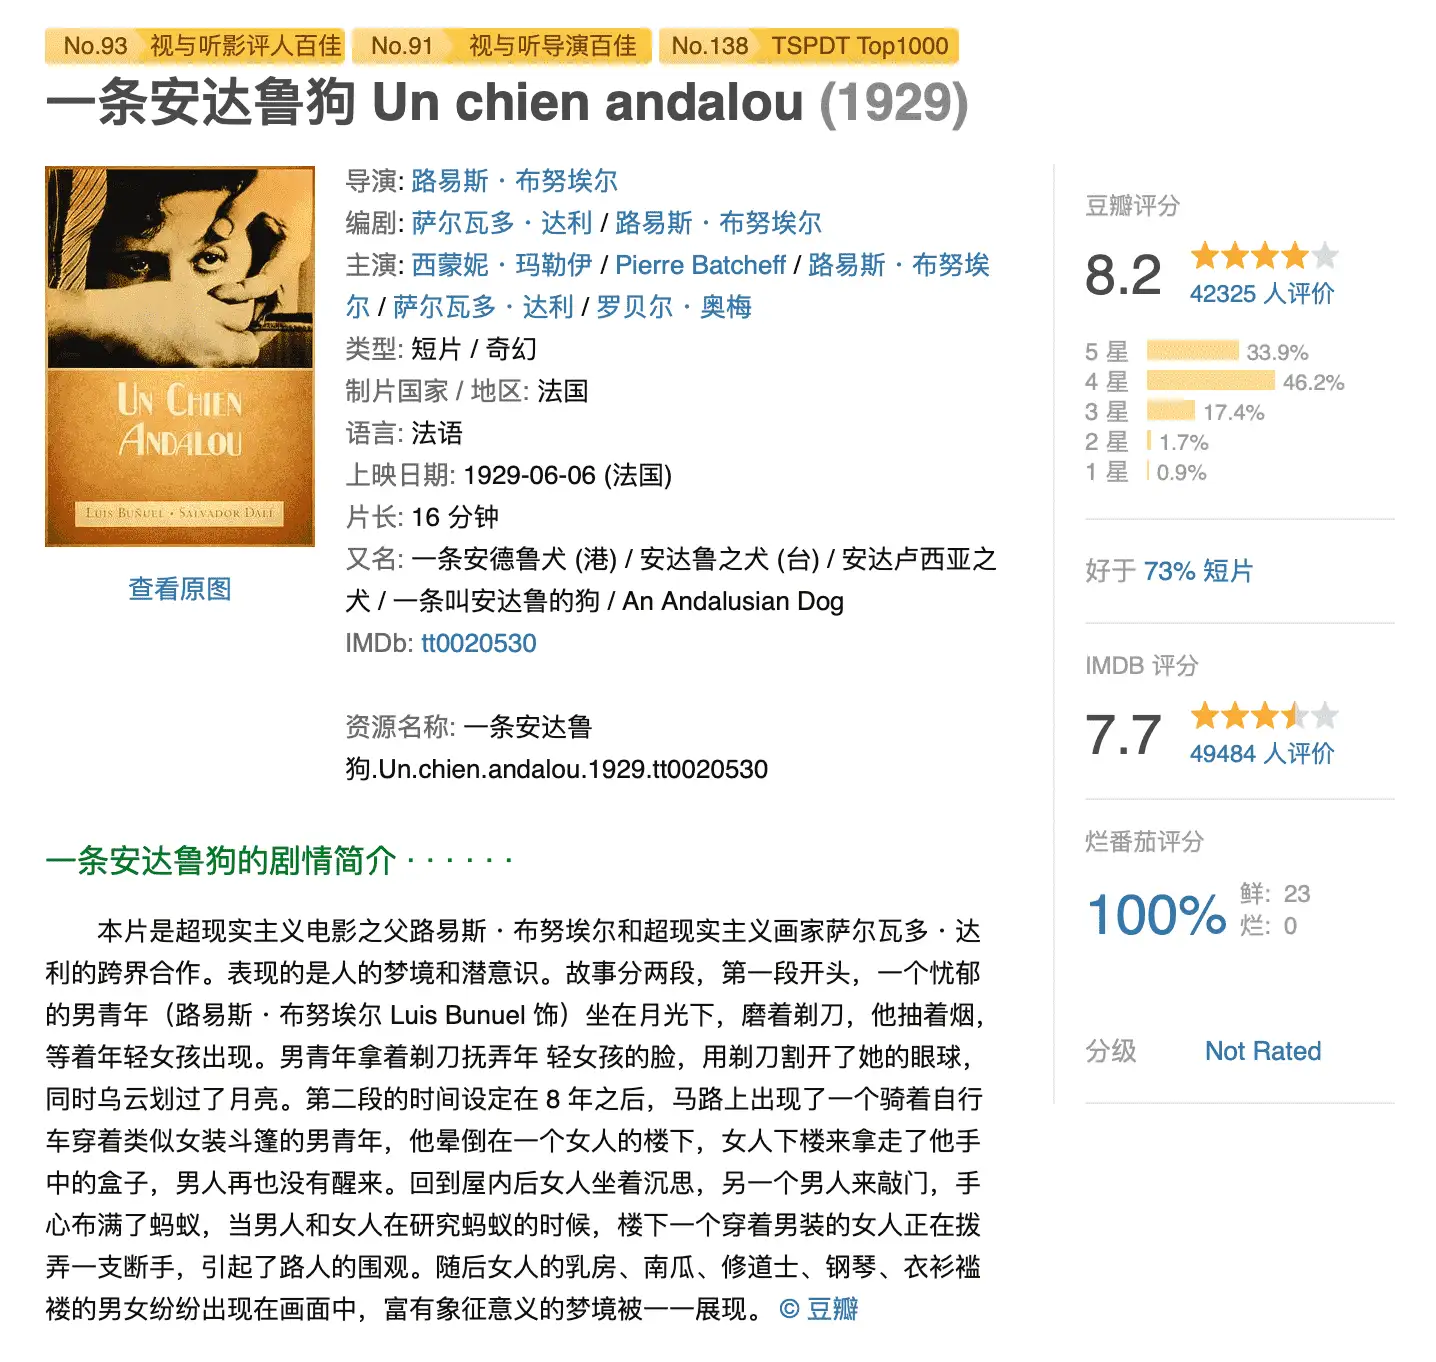 No.93 视与听影评人百佳 No.91 视与听导演百佳 No.138 TSPDT Top1000
一条安达鲁狗 Un chien andalou (1929)
UN CHIEN
ANDALOU
LUIS BUÑUEL • SALVADOR DALÍ
查看原图
导演: 路易斯 · 布努埃尔
编剧: 萨尔瓦多 · 达利 / 路易斯 · 布努埃尔
主演: 西蒙妮 · 玛勒伊 / Pierre Batcheff / 路易斯 · 布努埃
尔 / 萨尔瓦多 · 达利 / 罗贝尔 · 奥梅
类型: 短片 / 奇幻
制片国家 / 地区: 法国
语言: 法语
上映日期: 1929-06-06 (法国)
片长: 16 分钟
又名: 一条安德鲁犬 (港) / 安达鲁之犬 (台) / 安达卢西亚之
犬 / 一条叫安达鲁的狗 / An Andalusian Dog
IMDb: tt0020530
资源名称: 一条安达鲁
狗.Un.chien.andalou.1929.tt0020530
豆瓣评分
8.2
42325 人评价
5 星 33.9%
4 星 46.2%
3 星 17.4%
2 星 1.7%
1 星 0.9%
好于 73% 短片
IMDB 评分
7.7
49484 人评价
烂番茄评分
100% 鲜: 23
烂: 0
分级 Not Rated
一条安达鲁狗的剧情简介 · · · · · ·
本片是超现实主义电影之父路易斯 · 布努埃尔和超现实主义画家萨尔瓦多 · 达
利的跨界合作。表现的是人的梦境和潜意识。故事分两段，第一段开头，一个忧郁
的男青年（路易斯 · 布努埃尔 Luis Bunuel 饰）坐在月光下，磨着剃刀，他抽着烟，
等着年轻女孩出现。男青年拿着剃刀抚弄年 轻女孩的脸，用剃刀割开了她的眼球，
同时乌云划过了月亮。第二段的时间设定在 8 年之后，马路上出现了一个骑着自行
车穿着类似女装斗篷的男青年，他晕倒在一个女人的楼下，女人下楼来拿走了他手
中的盒子，男人再也没有醒来。回到屋内后女人坐着沉思，另一个男人来敲门，手
心布满了蚂蚁，当男人和女人在研究蚂蚁的时候，楼下一个穿着男装的女人正在拨
弄一支断手，引起了路人的围观。随后女人的乳房、南瓜、修道士、钢琴、衣衫褴
褛的男女纷纷出现在画面中，富有象征意义的梦境被一一展现。 © 豆瓣